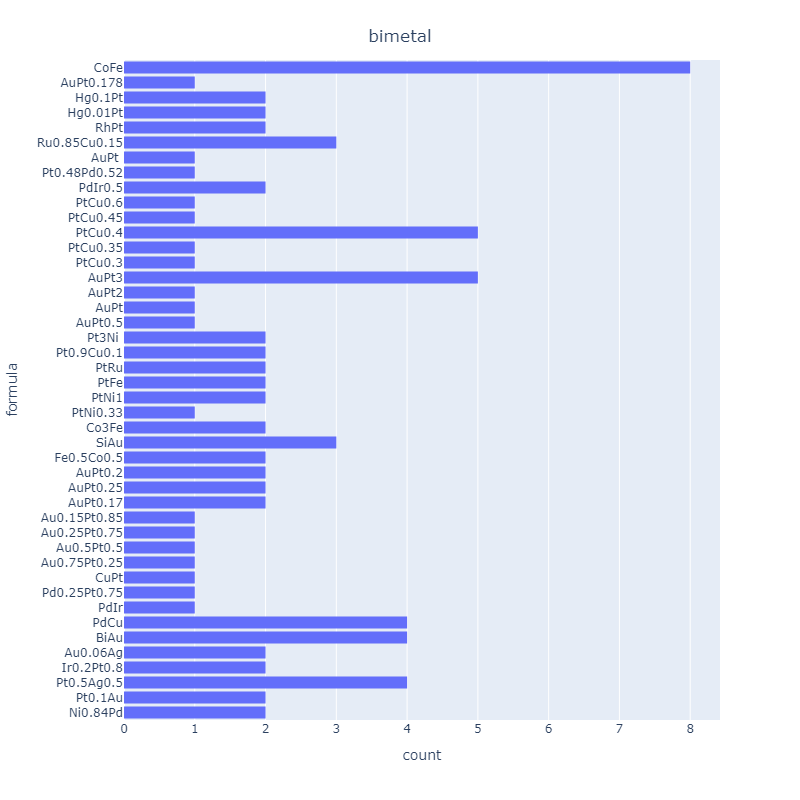 bimetal
CoFe
AuPt0.178
Hg0.1Pt
Hg0.01Pt
RhPt
Ru0.85Cu0.15
AuPt
Pt0.48Pd0.52
PdIr0.5
PtCu0.6
PtCu0.45
PtCu0.4
PtCu0.35
PtCu0.3
AuPt3
AuPt2
AuPt
AuPt0.5
Pt3Ni
Pt0.9Cu0.1
PtRu
PtFe
PtNi1
PtNi0.33
Co3Fe
SiAu
Fe0.5Co0.5
AuPt0.2
AuPt0.25
AuPt0.17
Au0.15Pt0.85
Au0.25Pt0.75
Au0.5Pt0.5
Au0.75Pt0.25
CuPt
Pd0.25Pt0.75
PdIr
PdCu
BiAu
Au0.06Ag
Ir0.2Pt0.8
Pt0.5Ag0.5
Pt0.1Au
Ni0.84Pd
formula
0 1 2 3 4 5 6 7 8
count